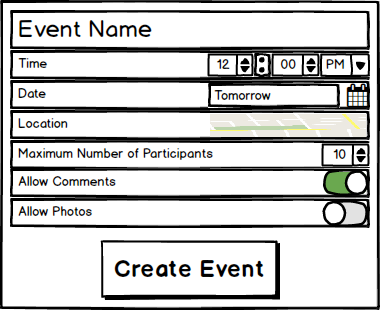 Event Name
Time 12 : 00 PM
Date Tomorrow
Location
Maximum Number of Participants 10
Allow Comments
Allow Photos
Create Event